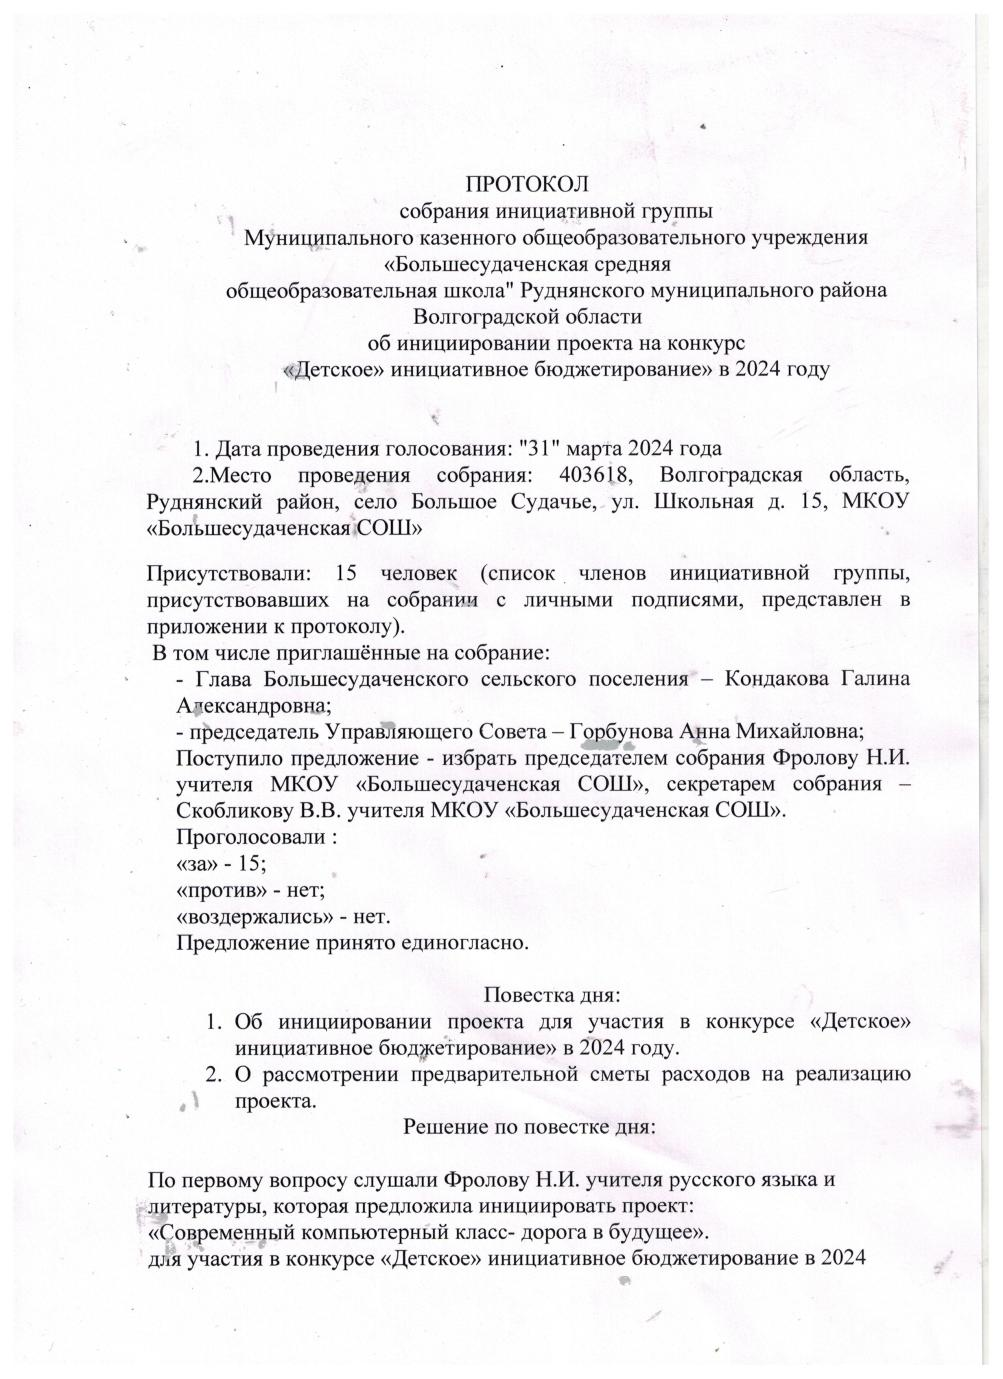 ПРОТОКОЛ
собрания инициативной группы
Муниципального казенного общеобразовательного учреждения
«Большесудаченская средняя
общеобразовательная школа" Руднянского муниципального района
Волгоградской области
об инициировании проекта на конкурс
«Детское» инициативное бюджетирование» в 2024 году
1. Дата проведения голосования: "31" марта 2024 года
2.Место проведения собрания: 403618, Волгоградская область,
Руднянский район, село Большое Судачье, ул. Школьная д. 15, МКОУ
«Большесудаченская СОШ»
Присутствовали: 15 человек (список членов инициативной группы,
присутствовавших на собрании с личными подписями, представлен в
приложении к протоколу).
В том числе приглашённые на собрание:
- Глава Большесудаченского сельского поселения – Кондакова Галина
Александровна;
- председатель Управляющего Совета – Горбунова Анна Михайловна;
Поступило предложение - избрать председателем собрания Фролову Н.И.
учителя МКОУ «Большесудаченская СОШ», секретарем собрания –
Скобликову В.В. учителя МКОУ «Большесудаченская СОШ».
Проголосовали :
«за» - 15;
«против» - нет;
«воздержались» - нет.
Предложение принято единогласно.
Повестка дня:
1. Об инициировании проекта для участия в конкурсе «Детское»
инициативное бюджетирование» в 2024 году.
2. О рассмотрении предварительной сметы расходов на реализацию
проекта.
Решение по повестке дня:
По первому вопросу слушали Фролову Н.И. учителя русского языка и
литературы, которая предложила инициировать проект:
«Современный компьютерный класс- дорога в будущее».
для участия в конкурсе «Детское» инициативное бюджетирование в 2024